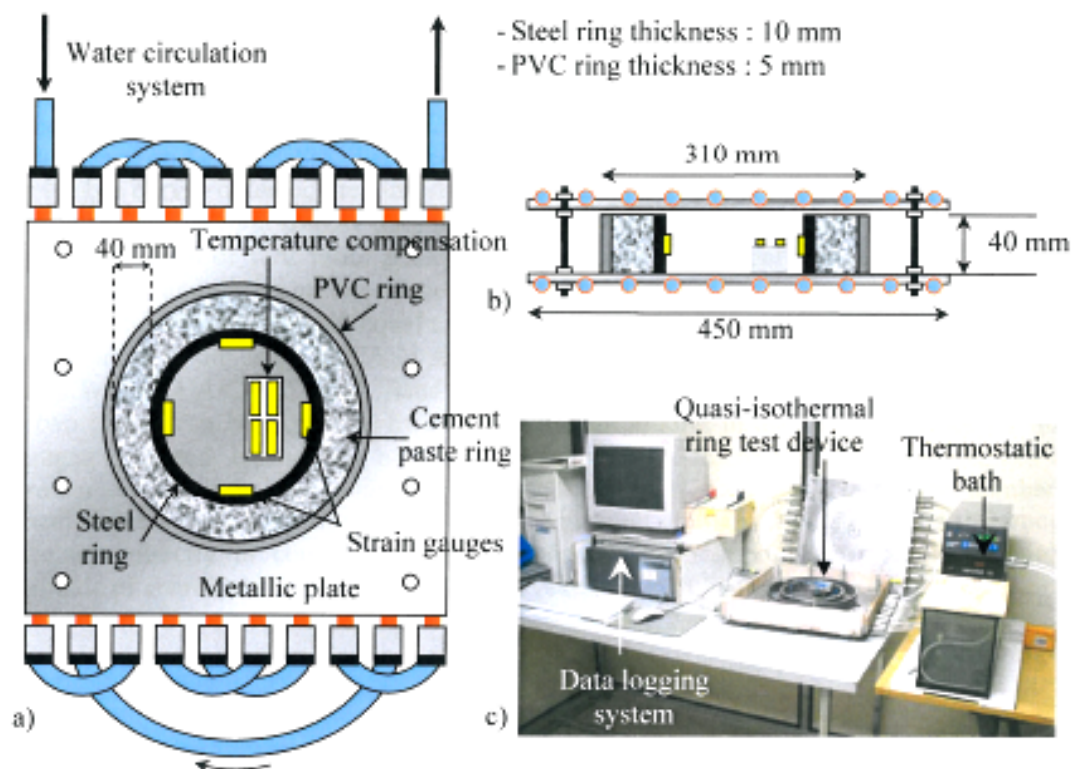 Water circulation
system
- Steel ring thickness : 10 mm
- PVC ring thickness : 5 mm
40 mm
Temperature compensation
PVC ring
Cement
paste ring
Steel
ring
Strain gauges
Metallic plate
a)
310 mm
40 mm
b)
450 mm
Quasi-isothermal
ring test device
Thermostatic
bath
Data logging
system
c)